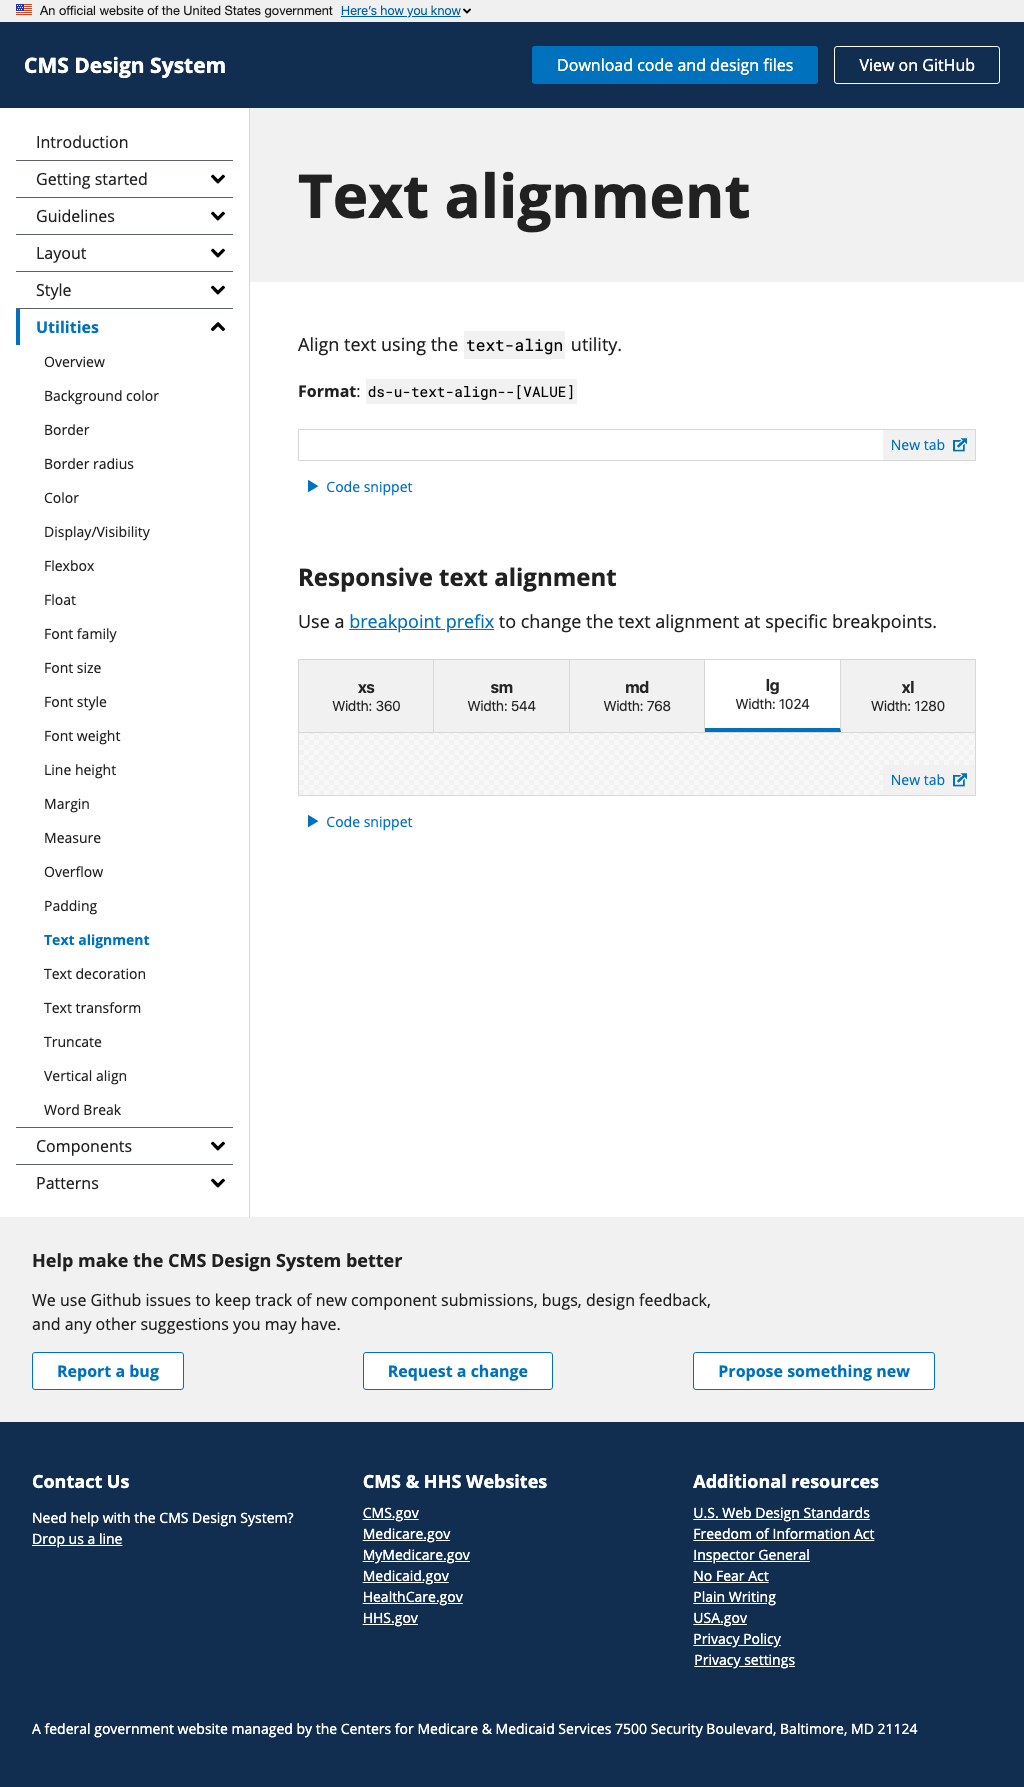 An official website of the United States government Here's how you know
CMS Design System
Download code and design files
View on GitHub
Introduction
Getting started
Guidelines
Layout
Style
Utilities
Overview
Background color
Border
Border radius
Color
Display/Visibility
Flexbox
Float
Font family
Font size
Font style
Font weight
Line height
Margin
Measure
Overflow
Padding
Text alignment
Text decoration
Text transform
Truncate
Vertical align
Word Break
Components
Patterns
Text alignment
Align text using the text-align utility.
Format: ds-u-text-align--[VALUE]
New tab
Code snippet
Responsive text alignment
Use a breakpoint prefix to change the text alignment at specific breakpoints.
xs
Width: 360
sm
Width: 544
md
Width: 768
lg
Width: 1024
xl
Width: 1280
New tab
Code snippet
Help make the CMS Design System better
We use Github issues to keep track of new component submissions, bugs, design feedback,
and any other suggestions you may have.
Report a bug
Request a change
Propose something new
Contact Us
Need help with the CMS Design System?
Drop us a line
CMS & HHS Websites
CMS.gov
Medicare.gov
MyMedicare.gov
Medicaid.gov
HealthCare.gov
HHS.gov
Additional resources
U.S. Web Design Standards
Freedom of Information Act
Inspector General
No Fear Act
Plain Writing
USA.gov
Privacy Policy
Privacy settings
A federal government website managed by the Centers for Medicare & Medicaid Services 7500 Security Boulevard, Baltimore, MD 21124